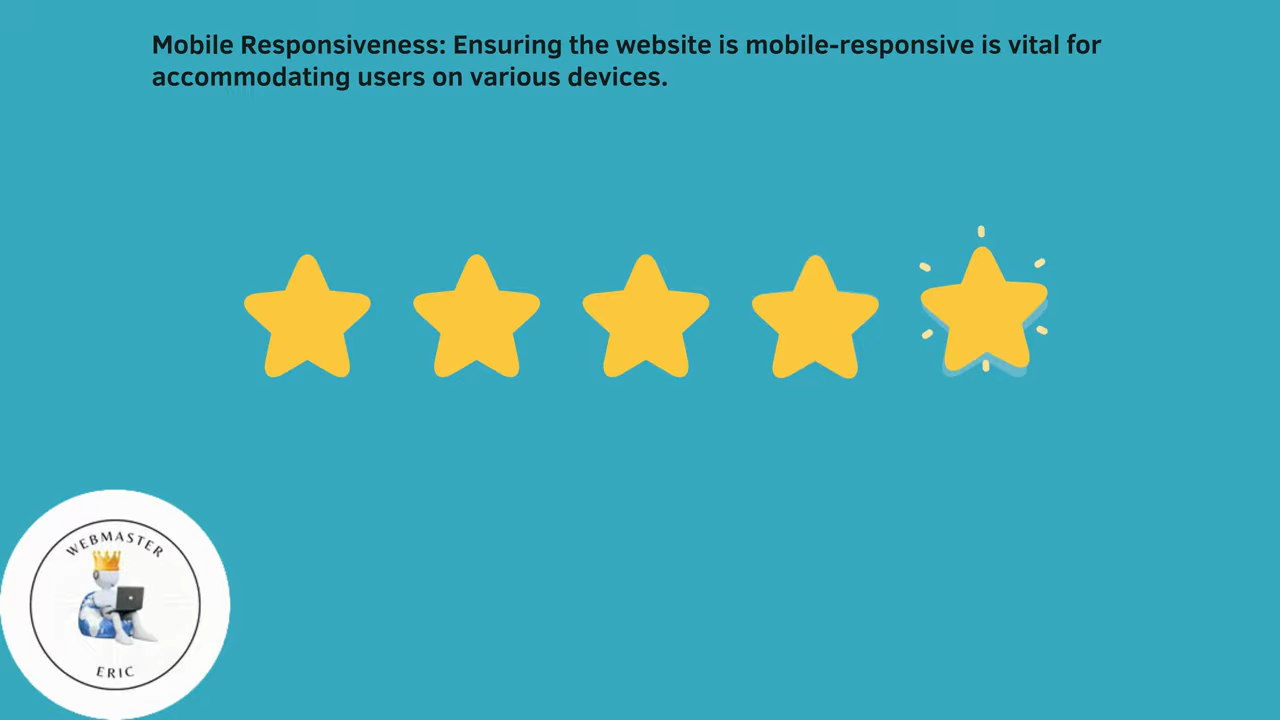 Mobile Responsiveness: Ensuring the website is mobile-responsive is vital for
accommodating users on various devices.
WEBMASTER
ERIC